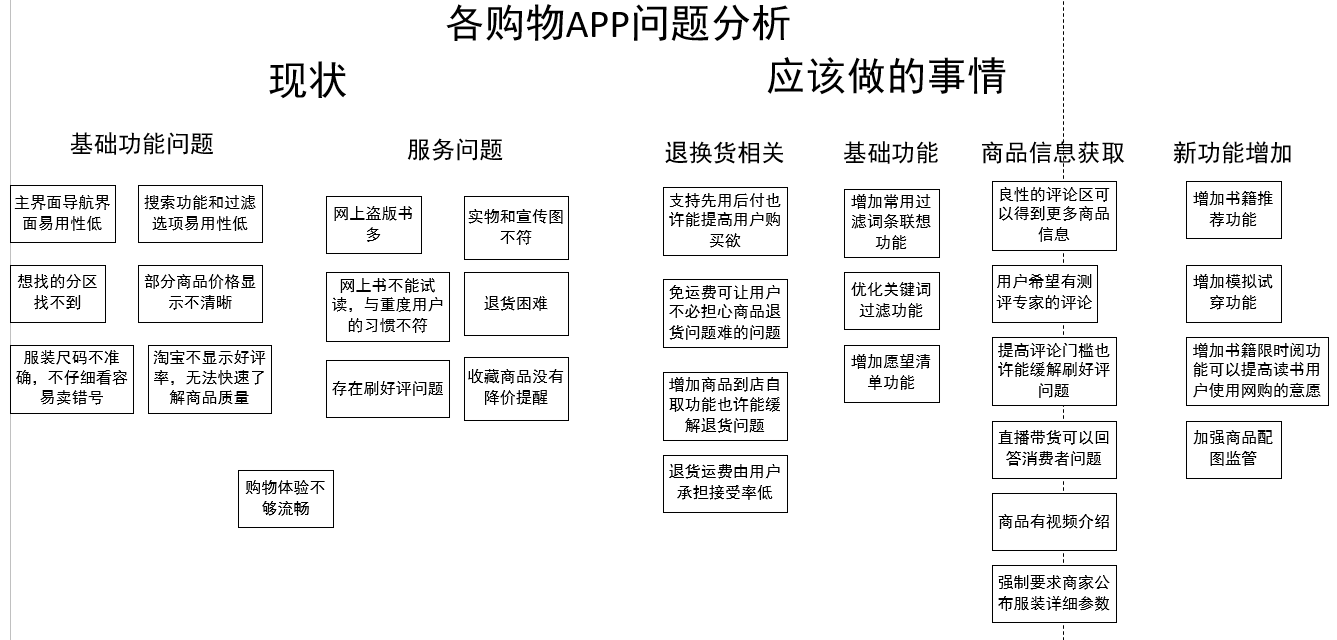 各购物APP问题分析
现状
应该做的事情
基础功能问题
服务问题
退换货相关
基础功能
商品信息获取
新功能增加
主界面导航界
面易用性低
搜索功能和过滤
选项易用性低
想找的分区
找不到
部分商品价格显
示不清晰
服装尺码不准
确，不仔细看容
易卖错号
淘宝不显示好评
率，无法快速了
解商品质量
购物体验不
够流畅
网上盗版书
多
实物和宣传图
不符
网上书不能试
读，与重度用户
的习惯不符
退货困难
存在刷好评问题
收藏商品没有
降价提醒
支持先用后付也
许能提高用户购
买欲
免运费可让用户
不必担心商品退
货问题难的问题
增加商品到店自
取功能也许能缓
解退货问题
退货运费由用户
承担接受率低
增加常用过
滤词条联想
功能
优化关键词
过滤功能
增加愿望清
单功能
良性的评论区可
以得到更多商品
信息
用户希望有测
评专家的评论
提高评论门槛也
许能缓解刷好评
问题
直播带货可以回
答消费者问题
商品有视频介绍
强制要求商家公
布服装详细参数
增加书籍推
荐功能
增加模拟试
穿功能
增加书籍限时阅功
能可以提高读书用
户使用网购的意愿
加强商品配
图监管